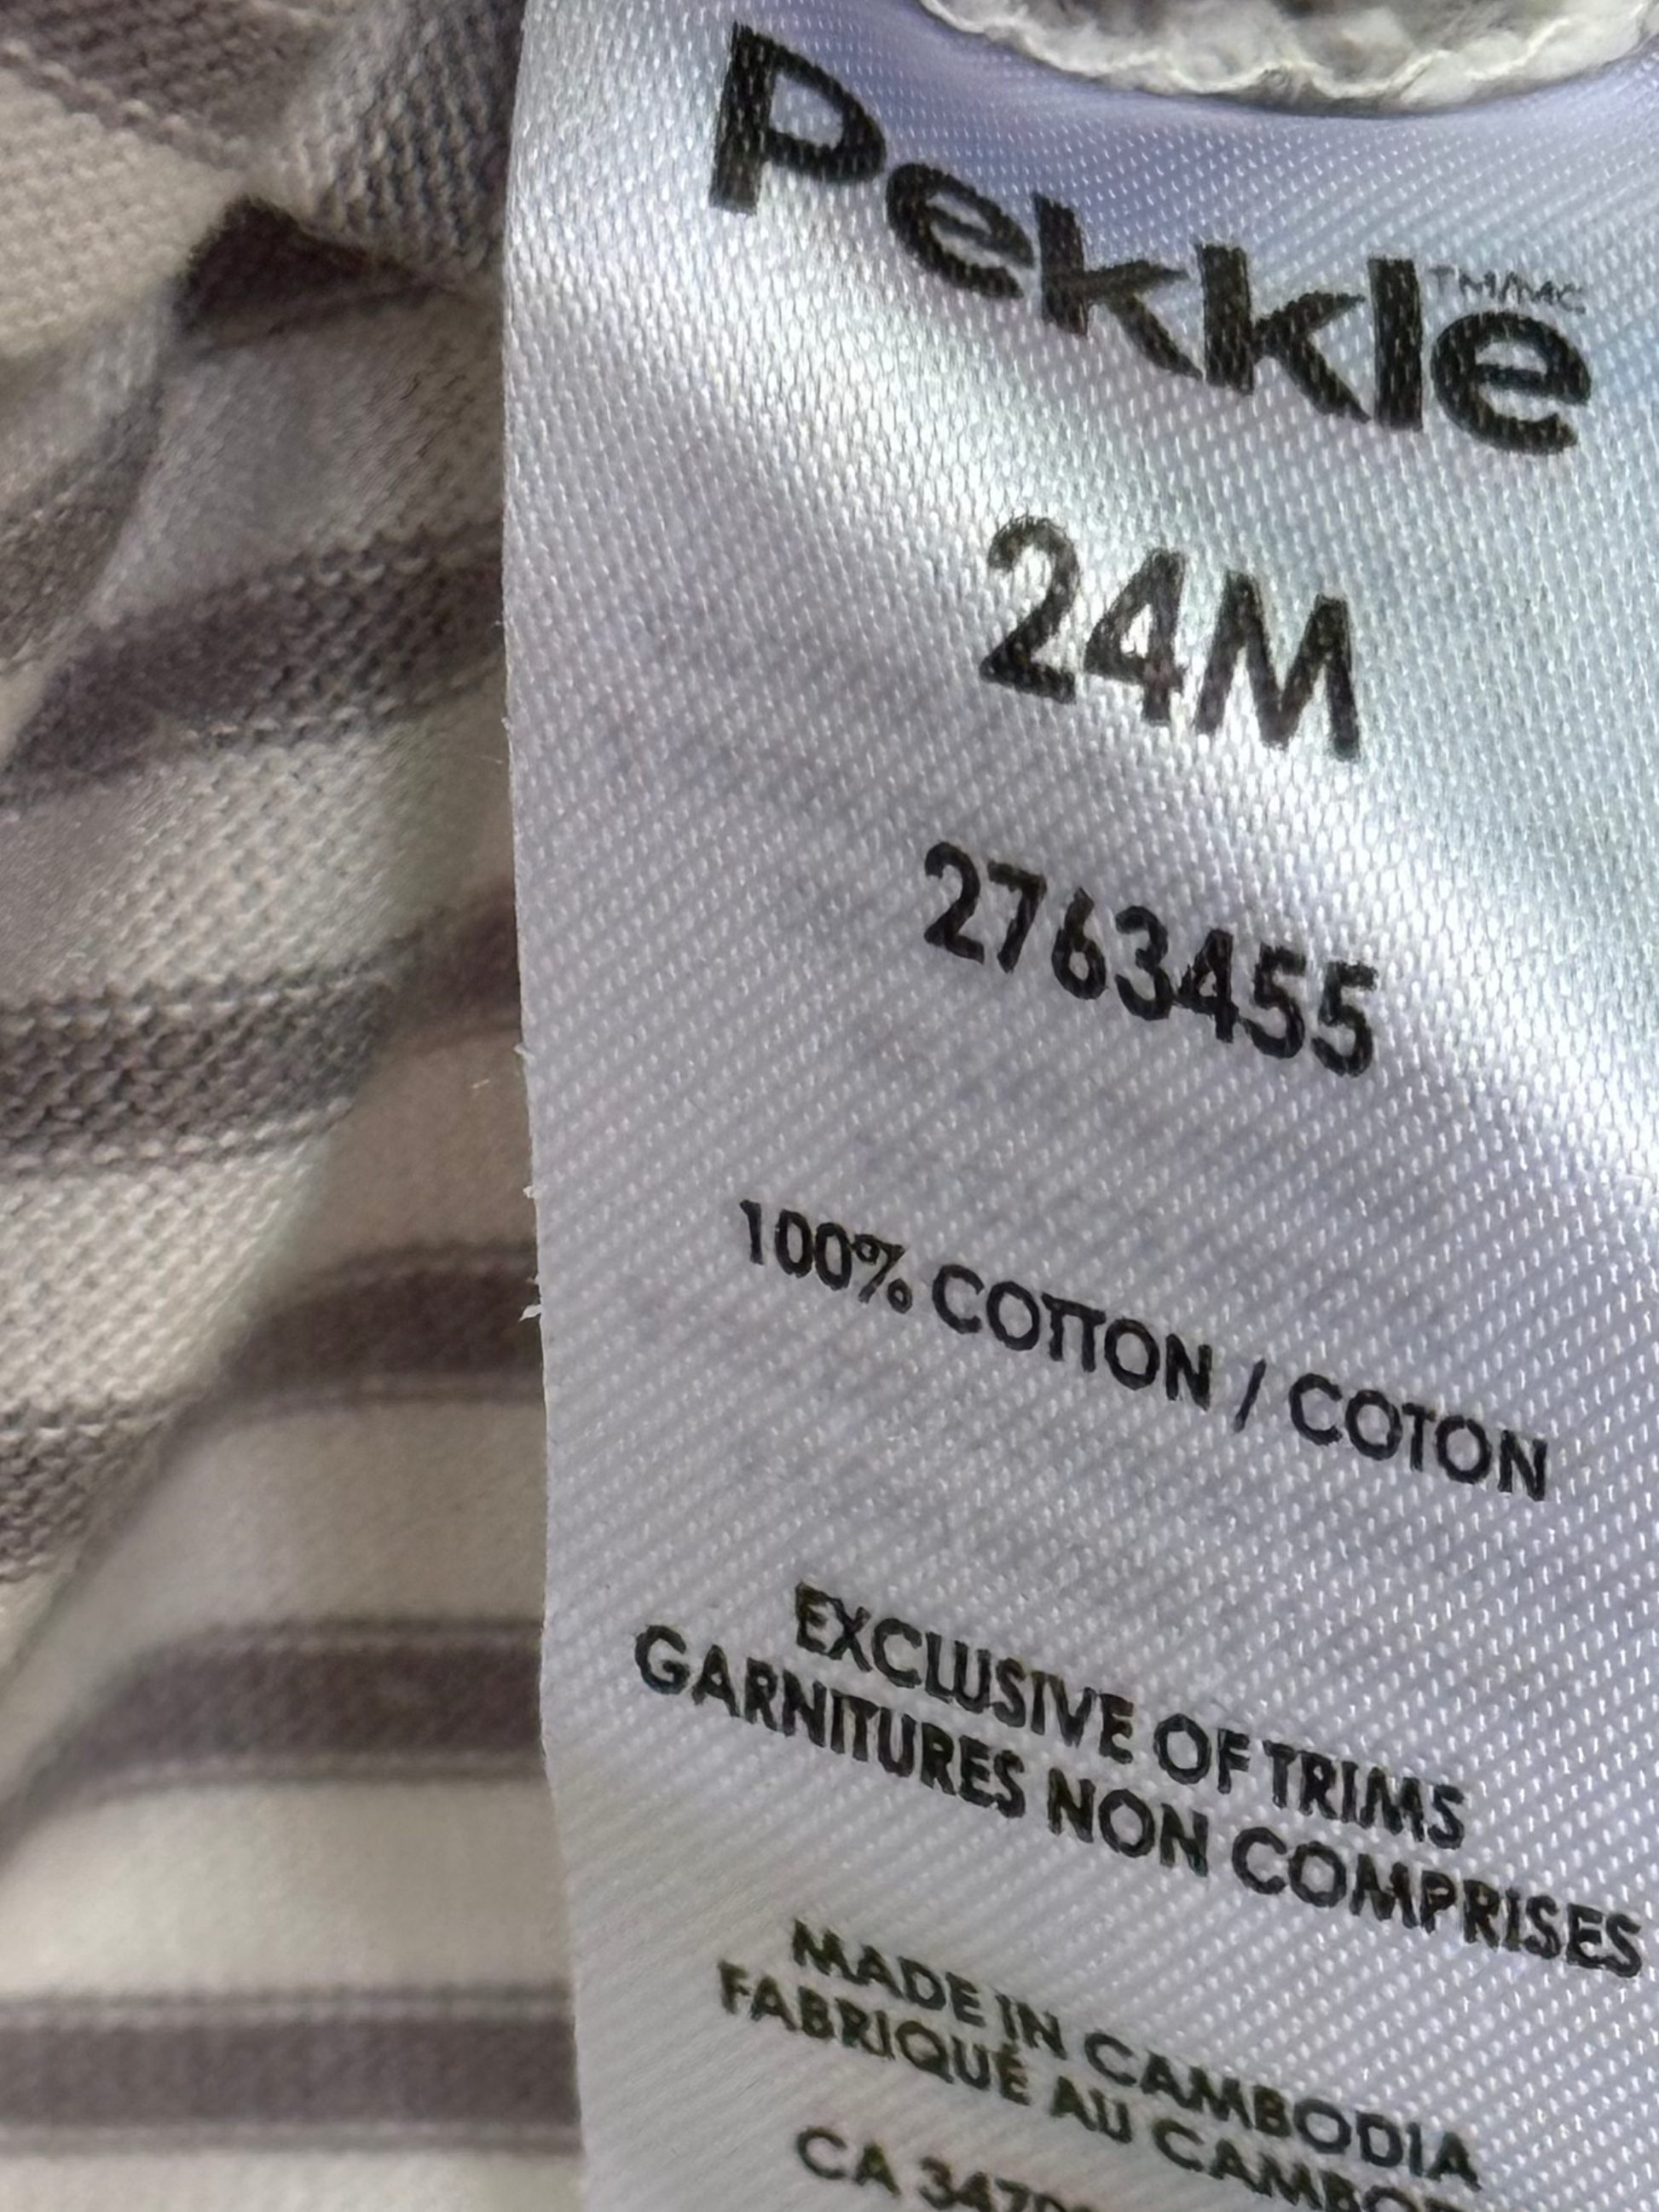 Pekkle TM/MC
24M
2763455
100% COTTON / COTON
EXCLUSIVE OF TRIMS
GARNITURES NON COMPRISES
MADE IN CAMBODIA
FABRIQUÉ AU
CA